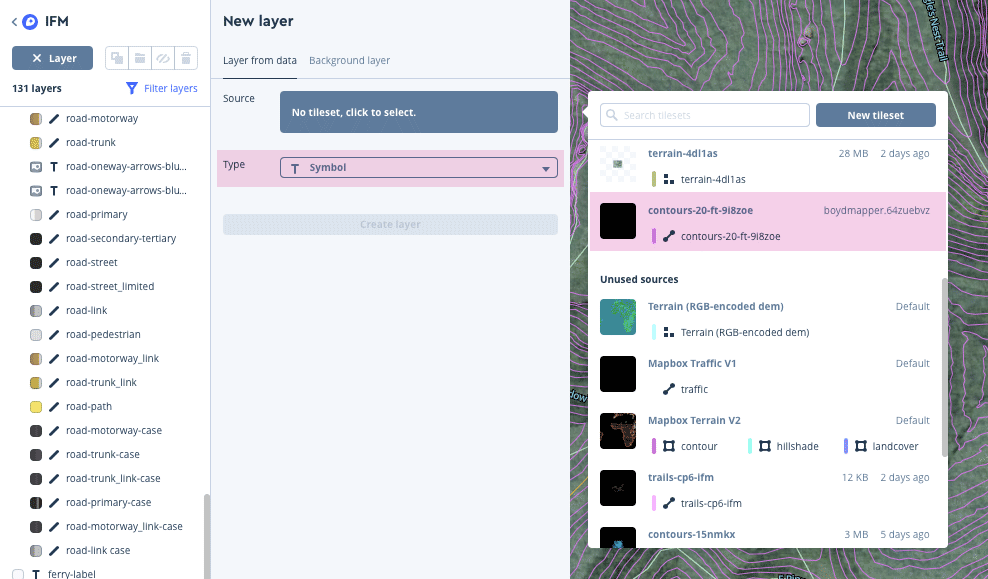 IFM
Layer
131 layers
Filter layers
road-motorway
road-trunk
road-oneway-arrows-blu...
road-oneway-arrows-blu...
road-primary
road-secondary-tertiary
road-street
road-street_limited
road-link
road-pedestrian
road-motorway_link
road-trunk_link
road-path
road-motorway-case
road-trunk-case
road-trunk_link-case
road-primary-case
road-motorway_link-case
road-link case
ferry-label
New layer
Layer from data
Background layer
Source
No tileset, click to select.
Type
Symbol
Create layer
Search tilesets
New tileset
terrain-4dl1as
28 MB 2 days ago
terrain-4dl1as
contours-20-ft-9i8zoe
boydmapper.64zuebvz
contours-20-ft-9i8zoe
Unused sources
Terrain (RGB-encoded dem)
Default
Terrain (RGB-encoded dem)
Mapbox Traffic V1
Default
traffic
Mapbox Terrain V2
Default
contour
hillshade
landcover
trails-cp6-ifm
12 KB 2 days ago
trails-cp6-ifm
contours-15nmkx
3 MB 5 days ago